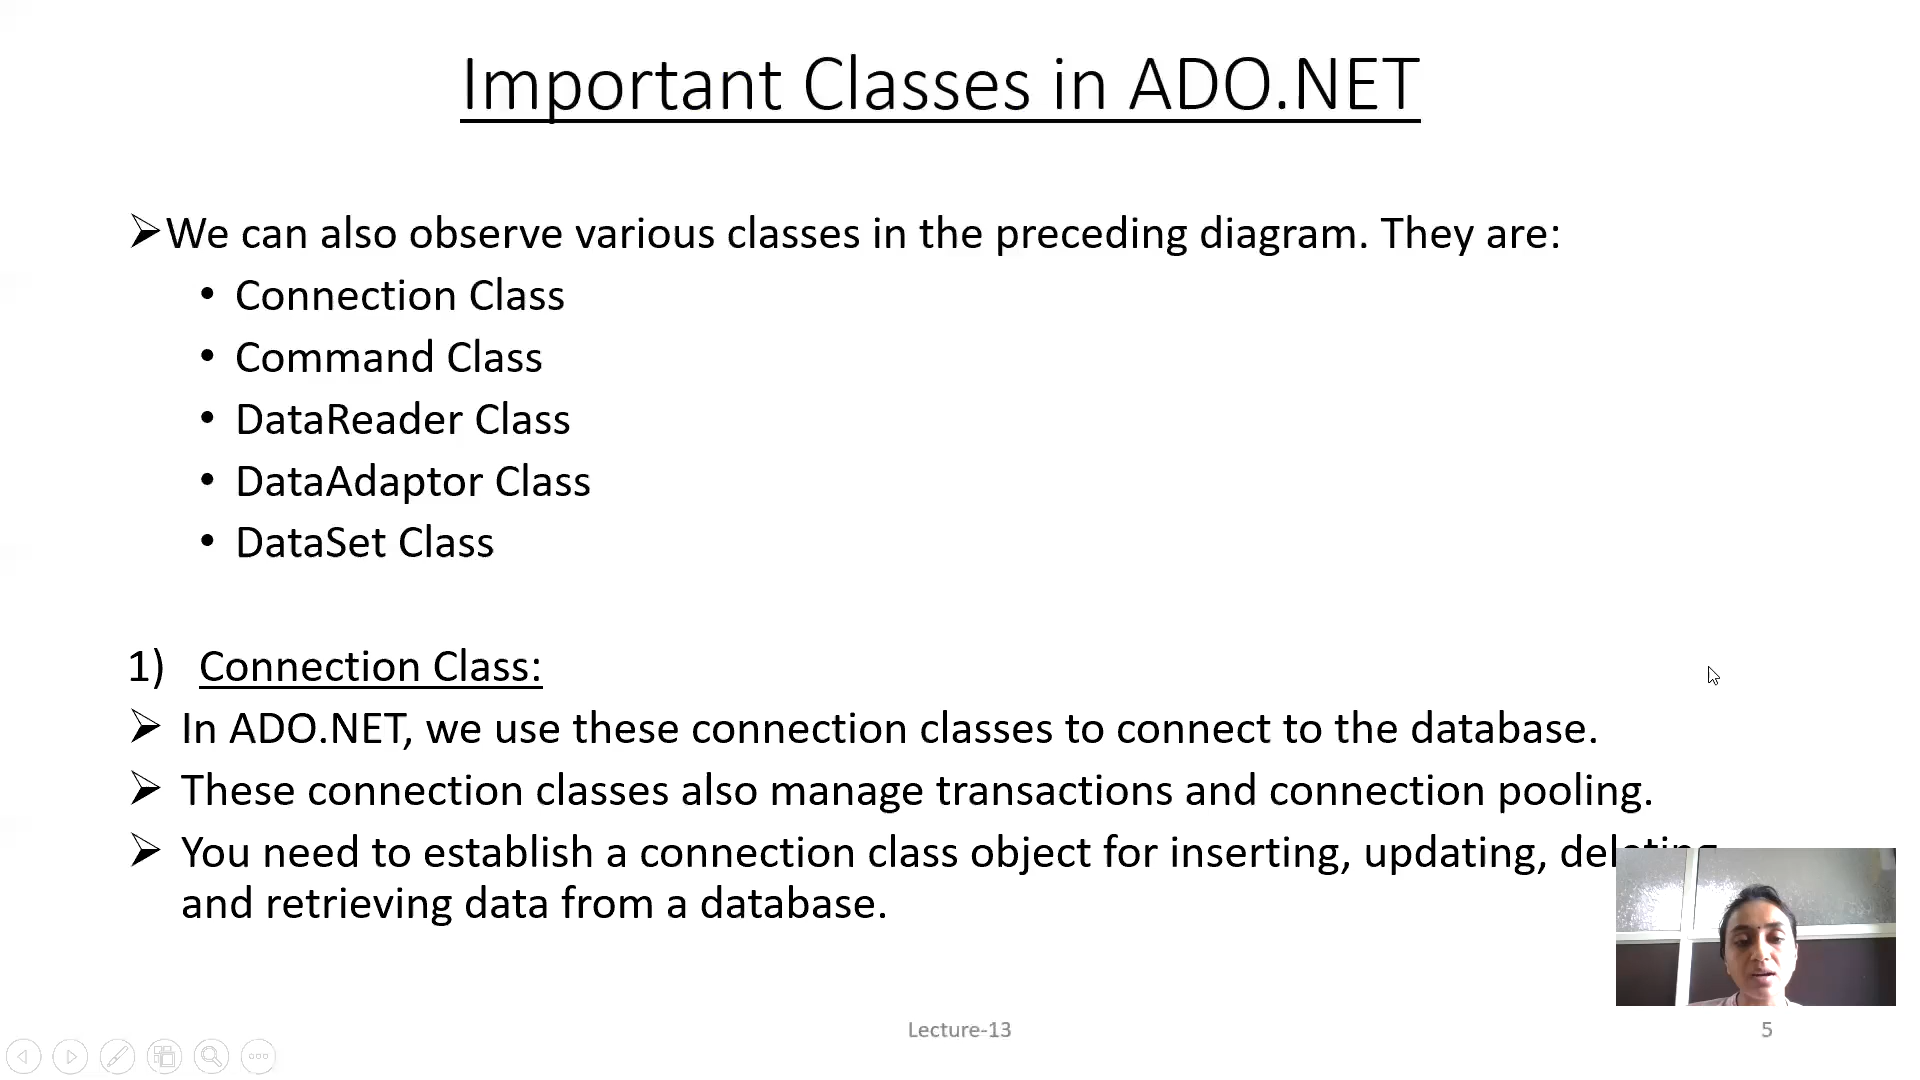 Important Classes in ADO.NET
➢We can also observe various classes in the preceding diagram. They are:
• Connection Class
• Command Class
• DataReader Class
• DataAdaptor Class
• DataSet Class
1) Connection Class:
➢ In ADO.NET, we use these connection classes to connect to the database.
➢ These connection classes also manage transactions and connection pooling.
➢ You need to establish a connection class object for inserting, updating, deleting
and retrieving data from a database.
Lecture-13
5